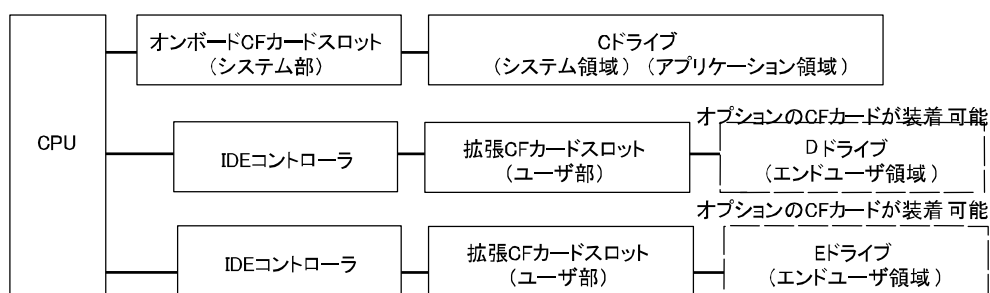 オンボードCFカードスロット
(システム部)
Cドライブ
(システム領域) (アプリケーション領域)
CPU
IDEコントローラ
拡張CFカードスロット
(ユーザ部)
オプションのCFカードが装着可能
Dドライブ
(エンドユーザ領域)
オプションのCFカードが装着可能
IDEコントローラ
拡張CFカードスロット
(ユーザ部)
Eドライブ
(エンドユーザ領域)